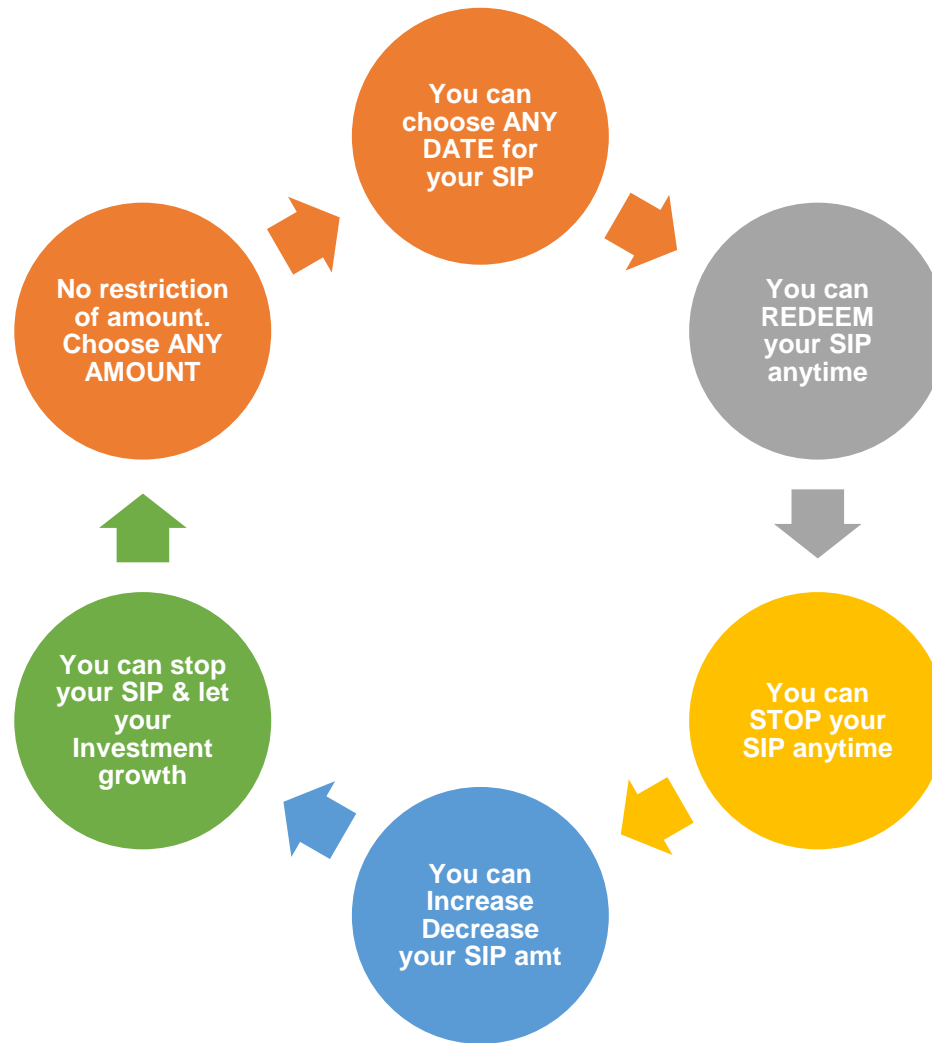 You can
choose ANY
DATE for
your SIP
You can
REDEEM
your SIP
anytime
You can
STOP your
SIP anytime
You can
Increase
Decrease
your SIP amt
You can stop
your SIP & let
your
Investment
growth
No restriction
of amount.
Choose ANY
AMOUNT